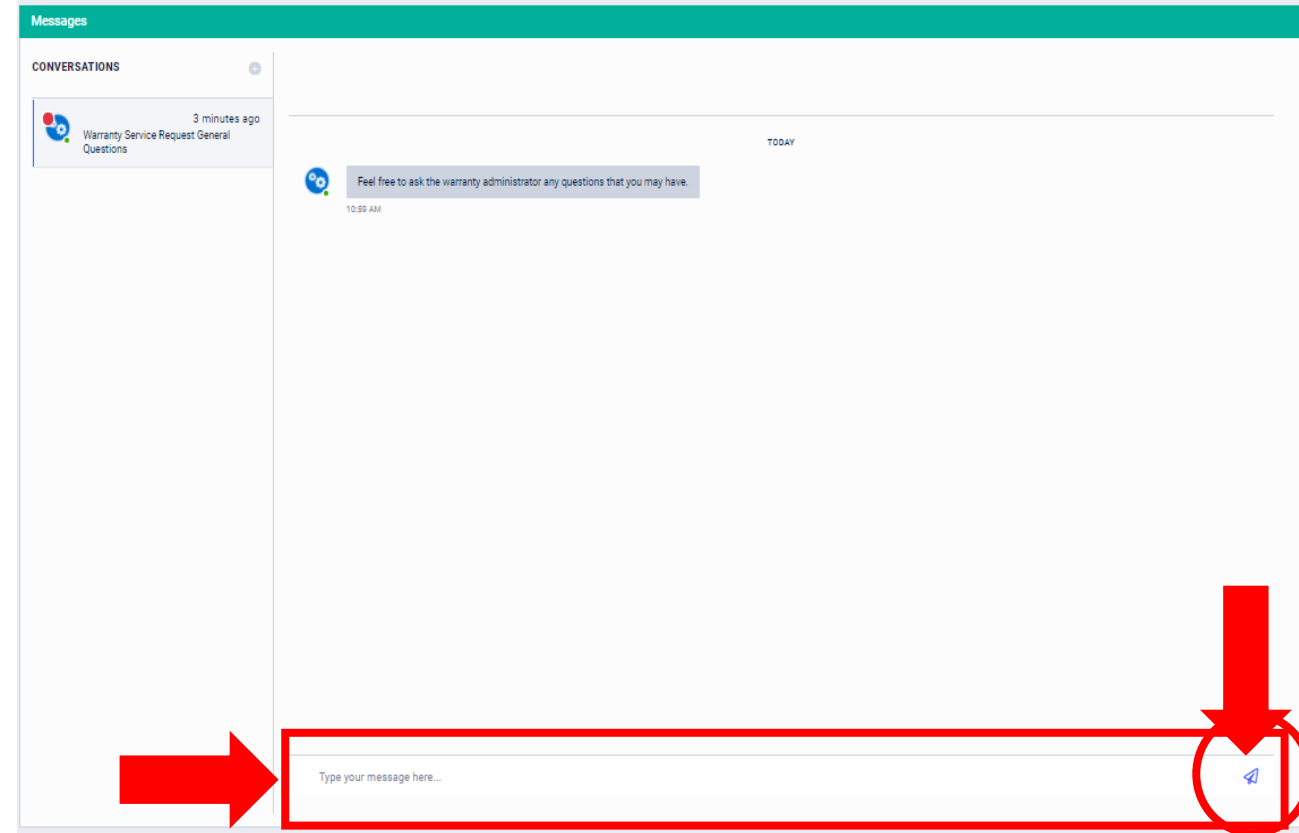 Messages
CONVERSATIONS
3 minutes ago
Warranty Service Request General
Questions
TODAY
Feel free to ask the warranty administrator any questions that you may have.
10:59 AM
Type your message here...